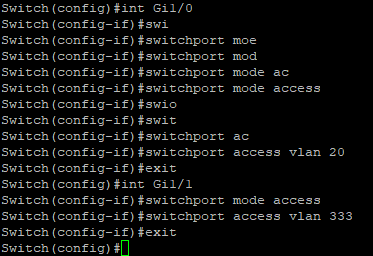 Switch(config)#int Gi1/0
Switch(config-if)#swi
Switch(config-if)#switchport moe
Switch(config-if)#switchport mod
Switch(config-if)#switchport mode ac
Switch(config-if)#switchport mode access
Switch(config-if)#swio
Switch(config-if)#swit
Switch(config-if)#switchport ac
Switch(config-if)#switchport access vlan 20
Switch(config-if)#exit
Switch(config)#int Gi1/1
Switch(config-if)#switchport mode access
Switch(config-if)#switchport access vlan 333
Switch(config-if)#exit
Switch(config)#